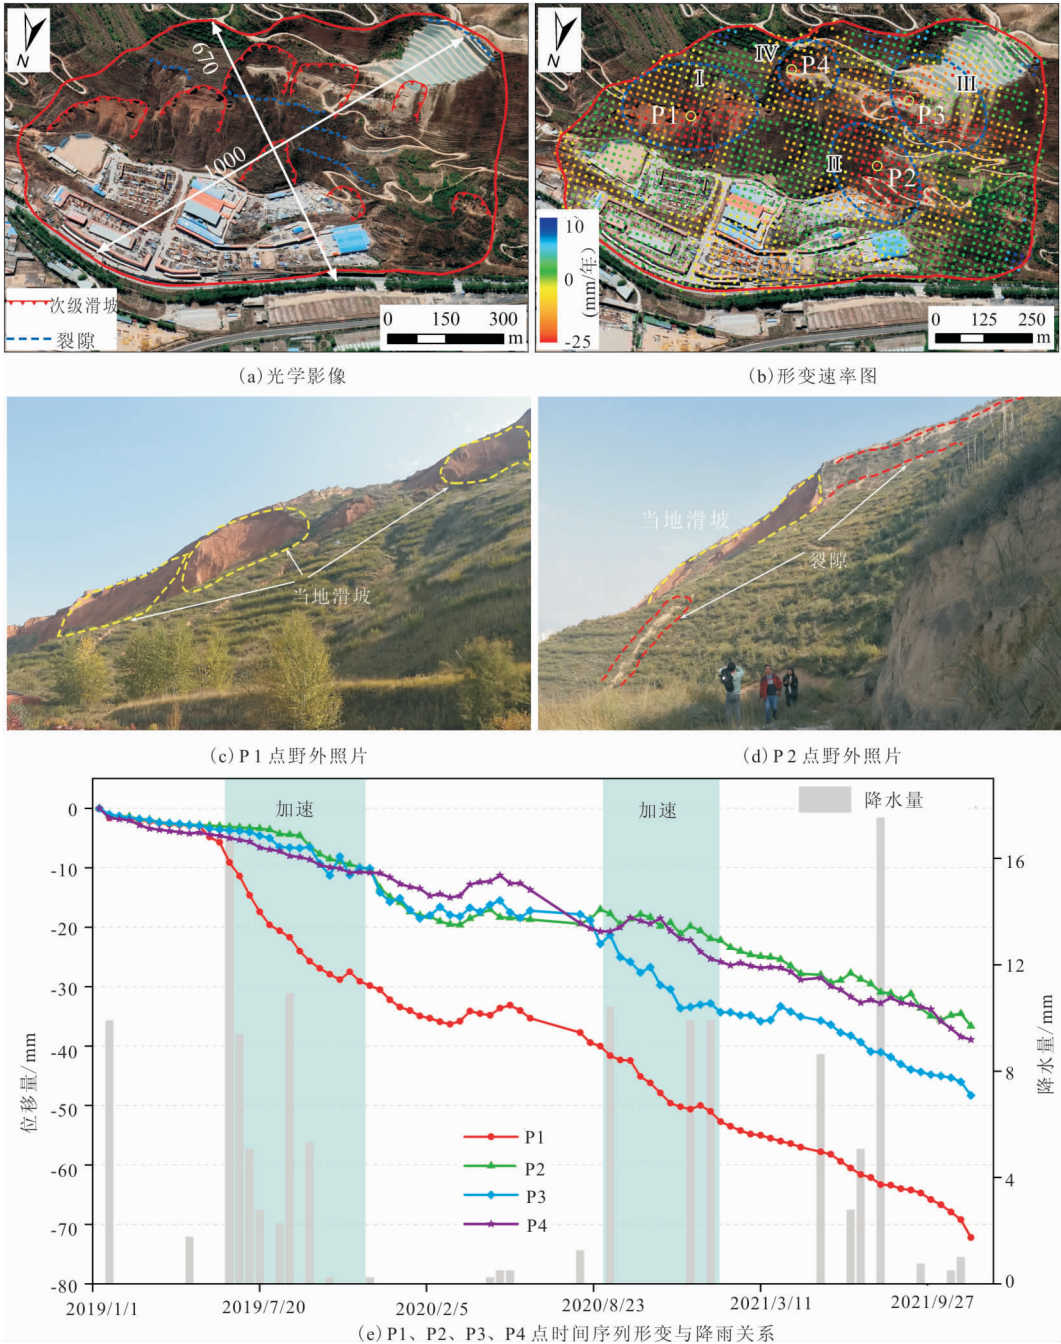 N
670
1000
次级滑坡
裂隙
0 150 300
m
(a)光学影像
N
I
IV
P4
III
P1
P3
II
P2
10
0
-25
(mm/年)
0 125 250
m
(b)形变速率图
当地滑坡
(c)P1点野外照片
当地滑坡
裂隙
(d)P2点野外照片
加速
加速
降水量
0
-10
-20
-30
-40
-50
-60
-70
-80
位移量/mm
16
12
8
4
0
降水量/mm
P1
P2
P3
P4
2019/1/1 2019/7/20 2020/2/5 2020/8/23 2021/3/11 2021/9/27
(e)P1、P2、P3、P4点时间序列形变与降雨关系